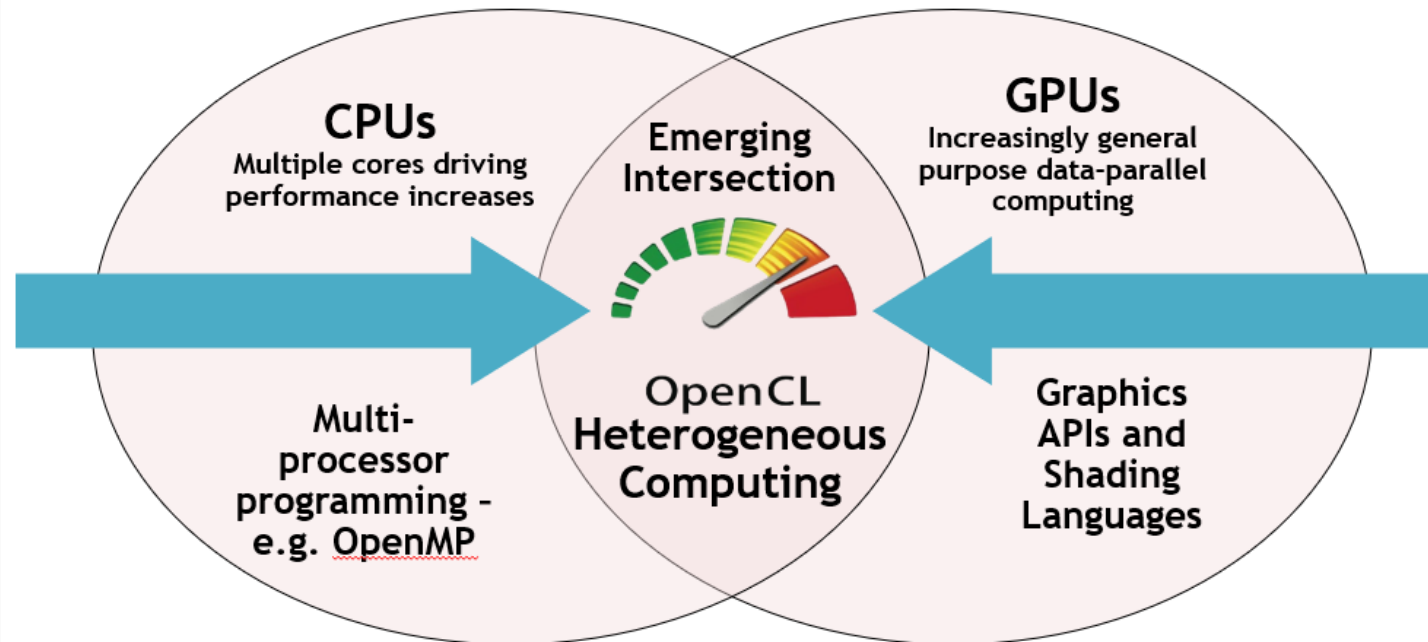 CPUs
Multiple cores driving
performance increases
Multi-
processor
programming –
e.g. OpenMP
Emerging
Intersection
OpenCL
Heterogeneous
Computing
GPUs
Increasingly general
purpose data-parallel
computing
Graphics
APIs and
Shading
Languages